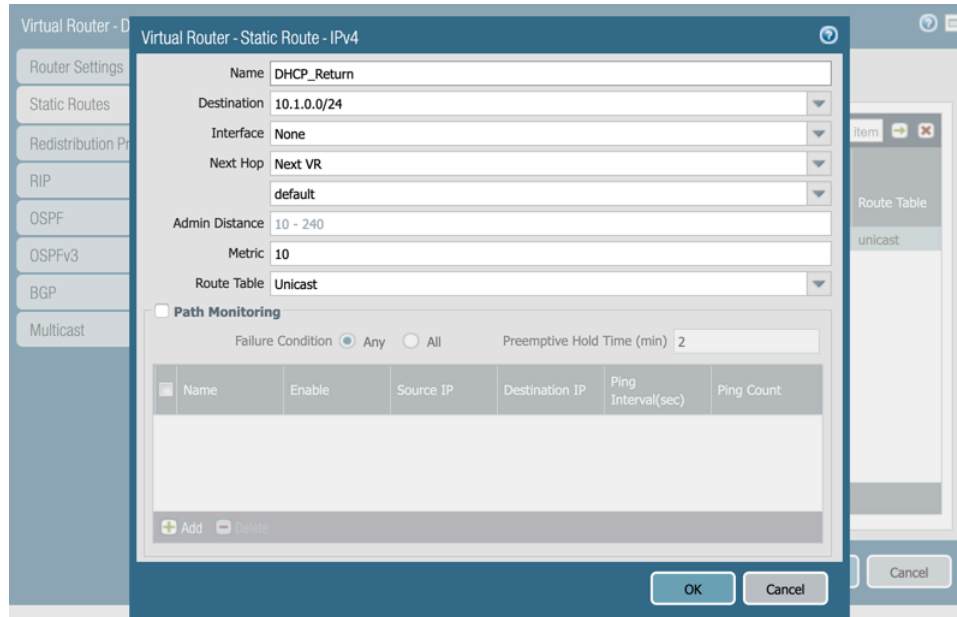 Virtual Router - D
Virtual Router - Static Route - IPv4
Router Settings
Static Routes
Redistribution Pr
RIP
OSPF
OSPFv3
BGP
Multicast
Name DHCP_Return
Destination 10.1.0.0/24
Interface None
Next Hop Next VR
default
Admin Distance 10 - 240
Metric 10
Route Table Unicast
Path Monitoring
Failure Condition Any All Preemptive Hold Time (min) 2
Name Enable Source IP Destination IP Ping Interval(sec) Ping Count
Add Delete
OK Cancel
item
Route Table
unicast
Cancel